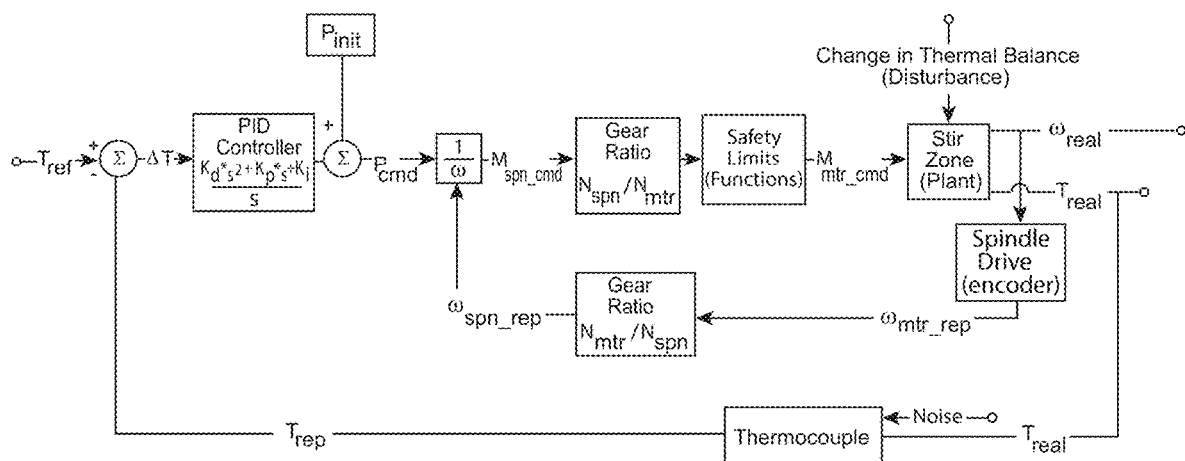 P_init
Change in Thermal Balance
(Disturbance)
T_ref
+
-
Σ
ΔT
PID
Controller
K_d*s²+K_p*s+K_i
s
+
Σ
P_cmd
1
ω
M_spn_cmd
Gear
Ratio
N_spn/N_mtr
Safety
Limits
(Functions)
M_mtr_cmd
Stir
Zone
(Plant)
ω_real
T_real
Spindle
Drive
(encoder)
ω_spn_rep
Gear
Ratio
N_mtr/N_spn
ω_mtr_rep
Noise
T_rep
Thermocouple
T_real